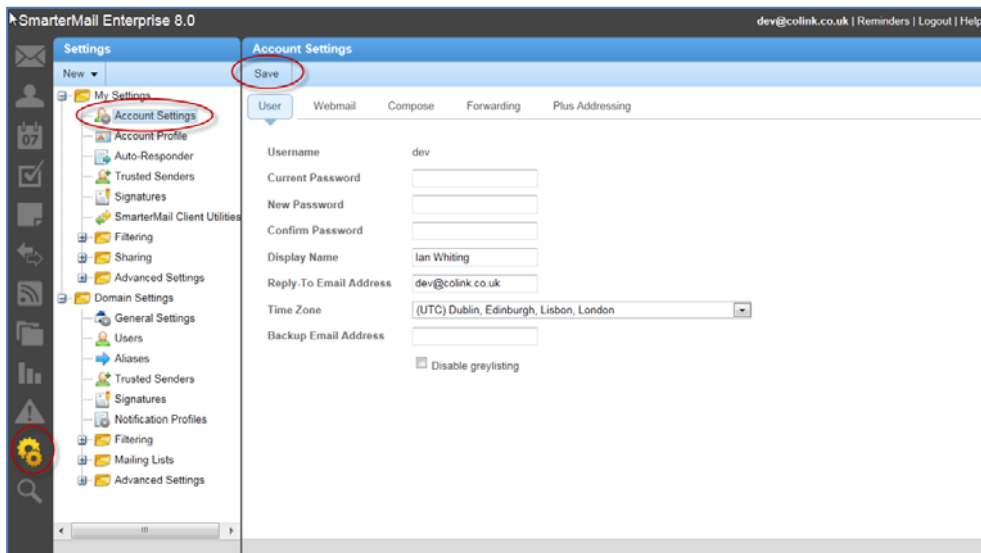 SmarterMail Enterprise 8.0
dev@colink.co.uk | Reminders | Logout | Help
Settings
Account Settings
New
Save
My Settings
Account Settings
Account Profile
Auto-Responder
Trusted Senders
Signatures
SmarterMail Client Utilities
Filtering
Sharing
Advanced Settings
Domain Settings
General Settings
Users
Aliases
Trusted Senders
Signatures
Notification Profiles
Filtering
Mailing Lists
Advanced Settings
07
User Webmail Compose Forwarding Plus Addressing
Username dev
Current Password
New Password
Confirm Password
Display Name Ian Whiting
Reply-To Email Address dev@colink.co.uk
Time Zone (UTC) Dublin, Edinburgh, Lisbon, London
Backup Email Address
Disable greylisting